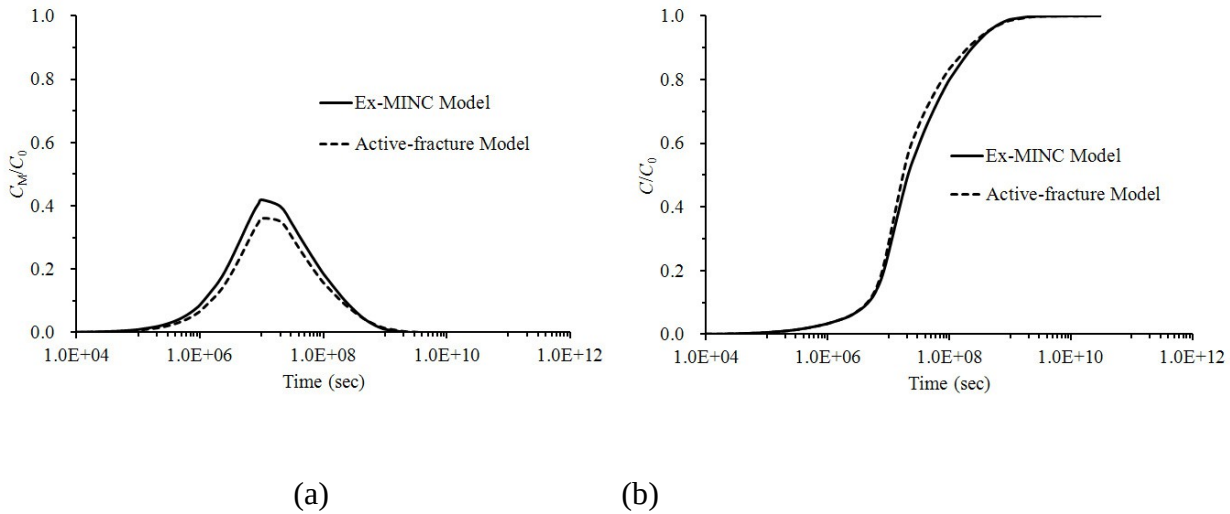 1.0
0.8
0.6
0.4
0.2
0.0
C_M/C_0
Ex-MINC Model
Active-fracture Model
1.0E+04 1.0E+06 1.0E+08 1.0E+10 1.0E+12
Time (sec)
1.0
0.8
0.6
0.4
0.2
0.0
C/C_0
Ex-MINC Model
Active-fracture Model
1.0E+04 1.0E+06 1.0E+08 1.0E+10 1.0E+12
Time (sec)
(a) (b)